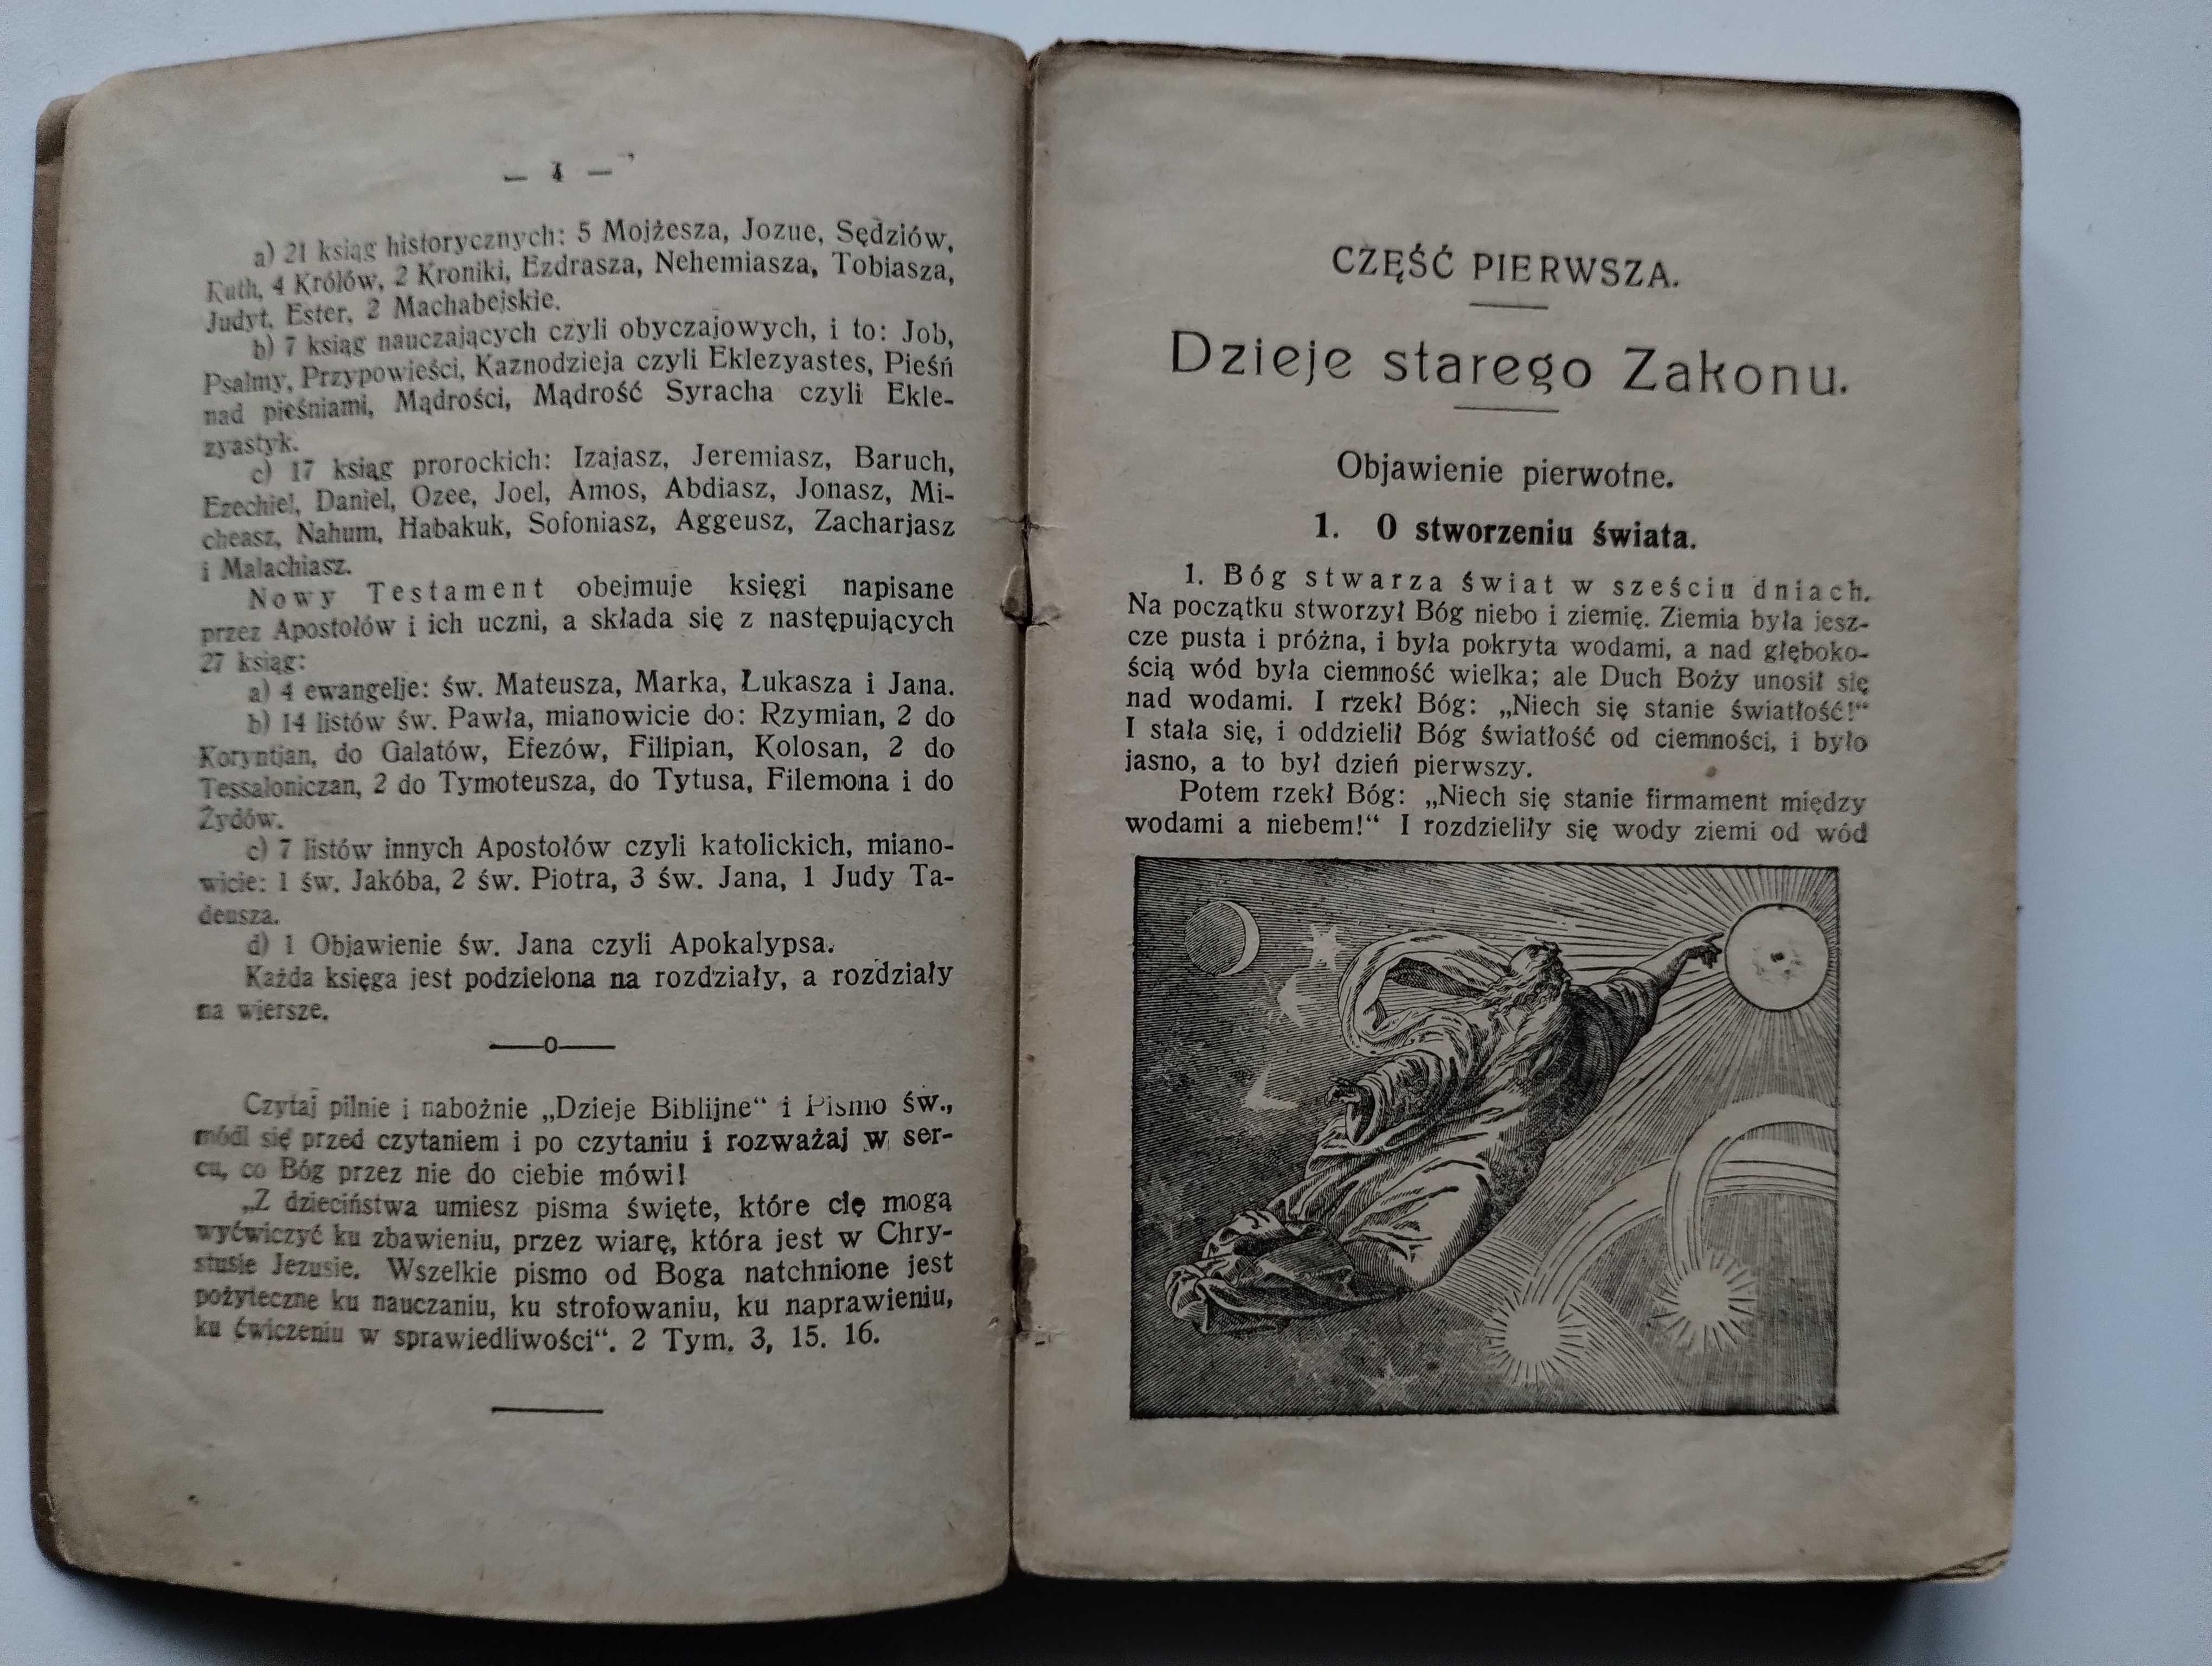 — 4 —
a) 21 ksiąg historycznych: 5 Mojżesza, Jozue, Sędziów,
Ruth, 4 Królów, 2 Kroniki, Ezdrasza, Nehemiasza, Tobiasza,
Judyt, Ester, 2 Machabejskie.
b) 7 ksiąg nauczających czyli obyczajowych, i to: Job,
Psalmy, Przypowieści, Kaznodzieja czyli Eklezyastes, Pieśń
nad pieśniami, Mądrości, Mądrość Syracha czyli Ekle-
zyastyk.
c) 17 ksiąg prorockich: Izajasz, Jeremiasz, Baruch,
Ezechiel, Daniel, Ozee, Joel, Amos, Abdiasz, Jonasz, Mi-
cheasz, Nahum, Habakuk, Sofoniasz, Aggeusz, Zacharjasz
i Malachiasz.
Nowy Testament obejmuje księgi napisane
przez Apostołów i ich uczni, a składa się z następujących
27 ksiąg:
a) 4 ewangelje: św. Mateusza, Marka, Łukasza i Jana.
b) 14 listów św. Pawła, mianowicie do: Rzymian, 2 do
Koryntjan, do Galatów, Efezów, Filipian, Kolosan, 2 do
Tessaloniczan, 2 do Tymoteusza, do Tytusa, Filemona i do
Żydów.
c) 7 listów innych Apostołów czyli katolickich, miano-
wicie: 1 św. Jakóba, 2 św. Piotra, 3 św. Jana, 1 Judy Ta-
deusza.
d) 1 Objawienie św. Jana czyli Apokalypsa.
Każda księga jest podzielona na rozdziały, a rozdziały
na wiersze.
—o—
Czytaj pilnie i nabożnie „Dzieje Biblijne“ i Pismo św.,
módl się przed czytaniem i po czytaniu i rozważaj w ser-
cu, co Bóg przez nie do ciebie mówi!
„Z dzieciństwa umiesz pisma święte, które cię mogą
wyćwiczyć ku zbawieniu, przez wiarę, która jest w Chry-
stusie Jezusie. Wszelkie pismo od Boga natchnione jest
pożyteczne ku nauczaniu, ku strofowaniu, ku naprawieniu,
ku ćwiczeniu w sprawiedliwości“. 2 Tym. 3, 15. 16.
CZĘŚĆ PIERWSZA.
Dzieje starego Zakonu.
Objawienie pierwotne.
1. O stworzeniu świata.
1. Bóg stwarza świat w sześciu dniach.
Na początku stworzył Bóg niebo i ziemię. Ziemia była jesz-
cze pusta i próżna, i była pokryta wodami, a nad głęboko-
ścią wód była ciemność wielka; ale Duch Boży unosił się
nad wodami. I rzekł Bóg: „Niech się stanie światłość!“
I stała się, i oddzielił Bóg światłość od ciemności, i było
jasno, a to był dzień pierwszy.
Potem rzekł Bóg: „Niech się stanie firmament między
wodami a niebem!“ I rozdzieliły się wody ziemi od wód